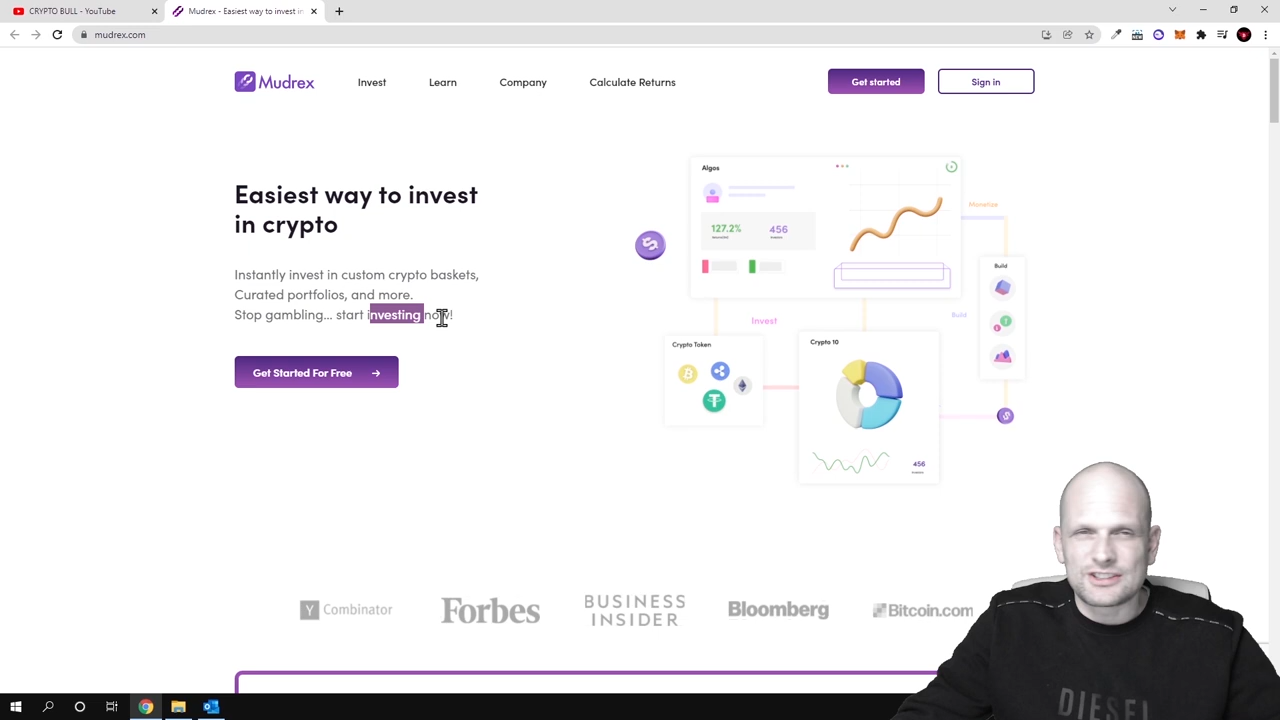 CRYPTO BULL - YouTube
Mudrex - Easiest way to invest in
mudrex.com
Mudrex
Invest
Learn
Company
Calculate Returns
Get started
Sign in
Easiest way to invest
in crypto
Instantly invest in custom crypto baskets,
Curated portfolios, and more.
Stop gambling... start investing now!
Get Started For Free
Algos
127.2%
456
Monetize
Build
Invest
Build
Crypto Token
Crypto 10
456
Y Combinator
Forbes
BUSINESS
INSIDER
Bloomberg
Bitcoin.com
DIESEL